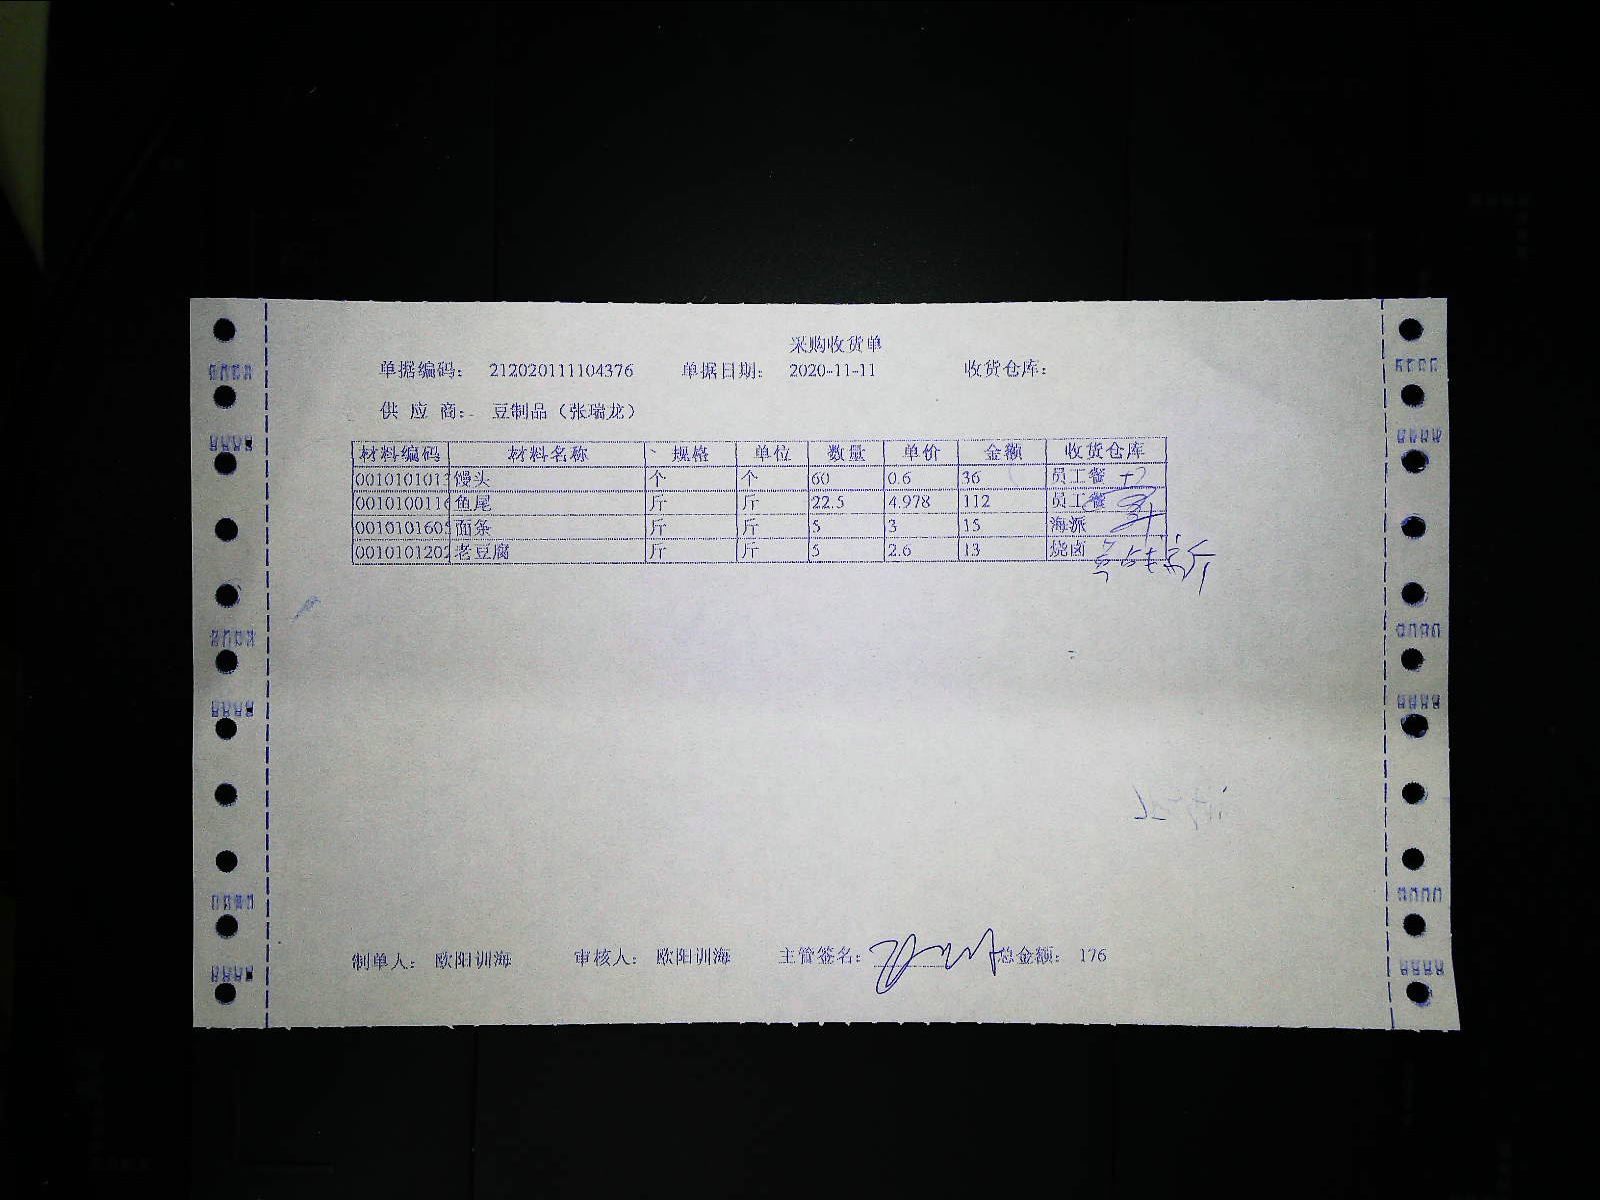 采购收货单
单据编码: 212020111104376 单据日期: 2020-11-11 收货仓库:
供 应 商: 豆制品（张瑞龙）
材料编码 材料名称 规格 单位 数量 单价 金额 收货仓库
001010101 馒头 个 个 60 0.6 36 员工餐
001010011 鱼尾 斤 斤 22.5 4.978 112 员工餐
001010160 面条 斤 斤 5 3 15 海派
001010120 老豆腐 斤 斤 5 2.6 13 烧卤
制单人: 欧阳训海 审核人: 欧阳训海 主管签名: 总金额: 176